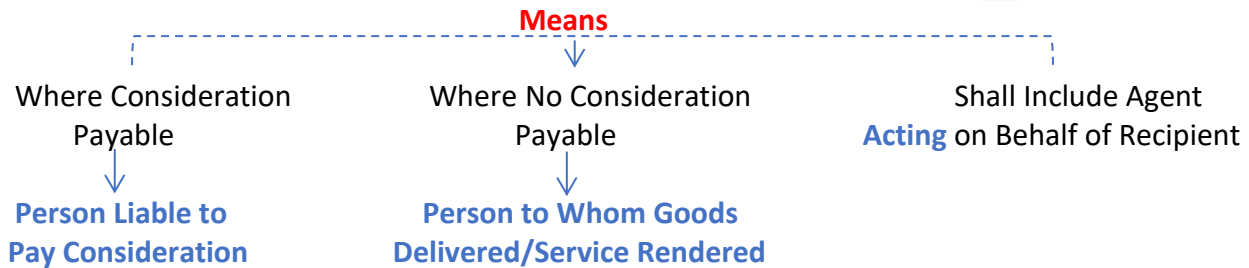 Means
Where Consideration
Payable
Person Liable to
Pay Consideration
Where No Consideration
Payable
Person to Whom Goods
Delivered/Service Rendered
Shall Include Agent
Acting on Behalf of Recipient